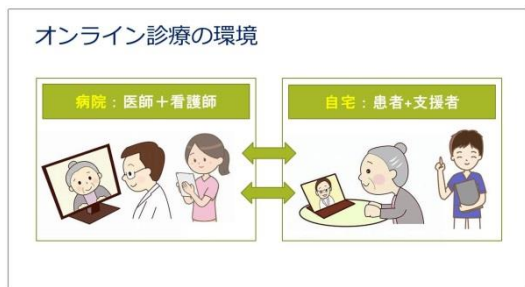 オンライン診療の環境
病院：医師＋看護師
自宅：患者+支援者